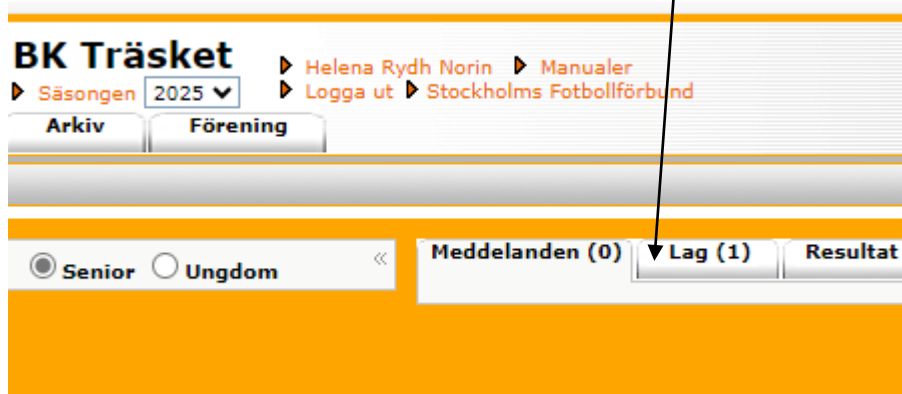 BK Träsket
Helena Rydh Norin Manualer
Säsongen 2025 Logga ut Stockholms Fotbollförbund
Arkiv Förening
Senior Ungdom «
Meddelanden (0) Lag (1) Resultat